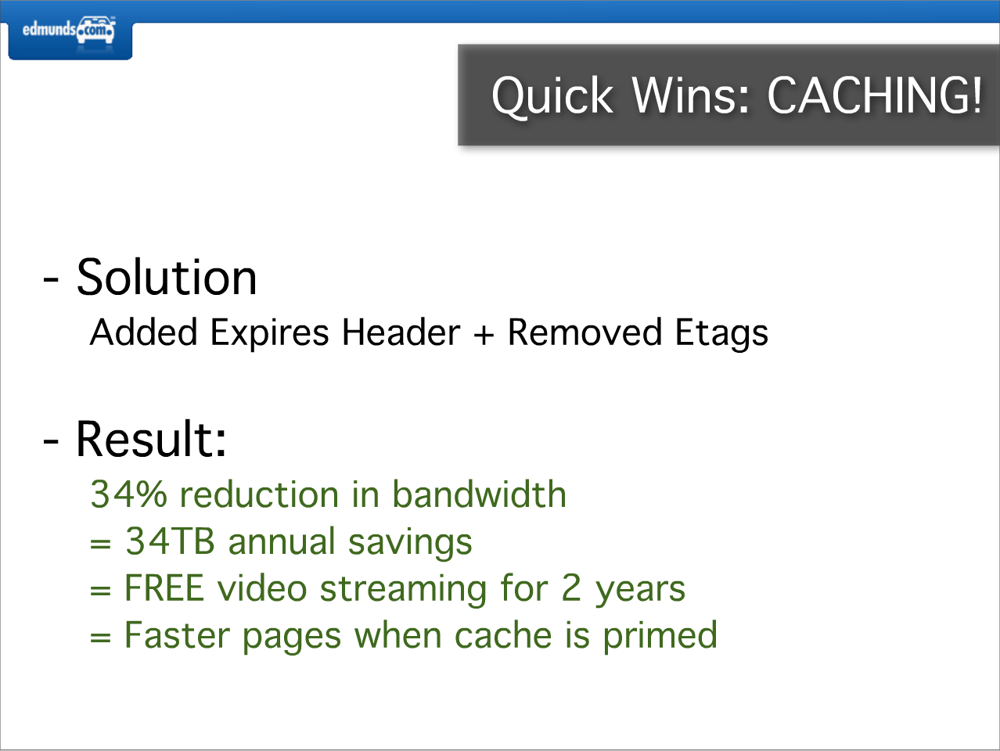 edmunds.com
Quick Wins: CACHING!
- Solution
Added Expires Header + Removed Etags
- Result:
34% reduction in bandwidth
= 34TB annual savings
= FREE video streaming for 2 years
= Faster pages when cache is primed